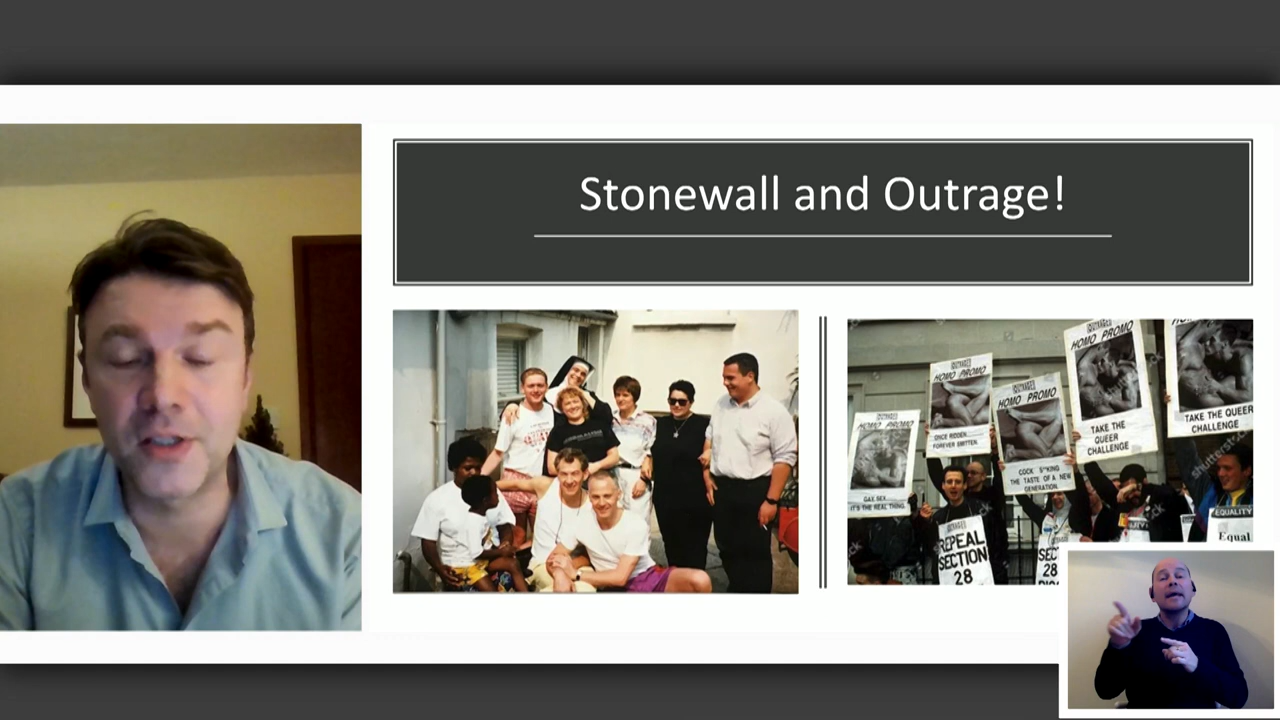 Stonewall and Outrage!
OUTRAGE!
HOMO PROMO
GAY SEX
IT'S THE REAL THING.
HOMO PROMO
ONCE RIDDEN...
FOREVER SMITTEN.
HOMO PROMO
COCK S**KING
THE TASTE OF A NEW
GENERATION.
HOMO PROMO
TAKE THE
QUEER
CHALLENGE
TAKE THE QUEER
CHALLENGE
REPEAL
SECTION
28
EQUALITY
Equal
shutterstock